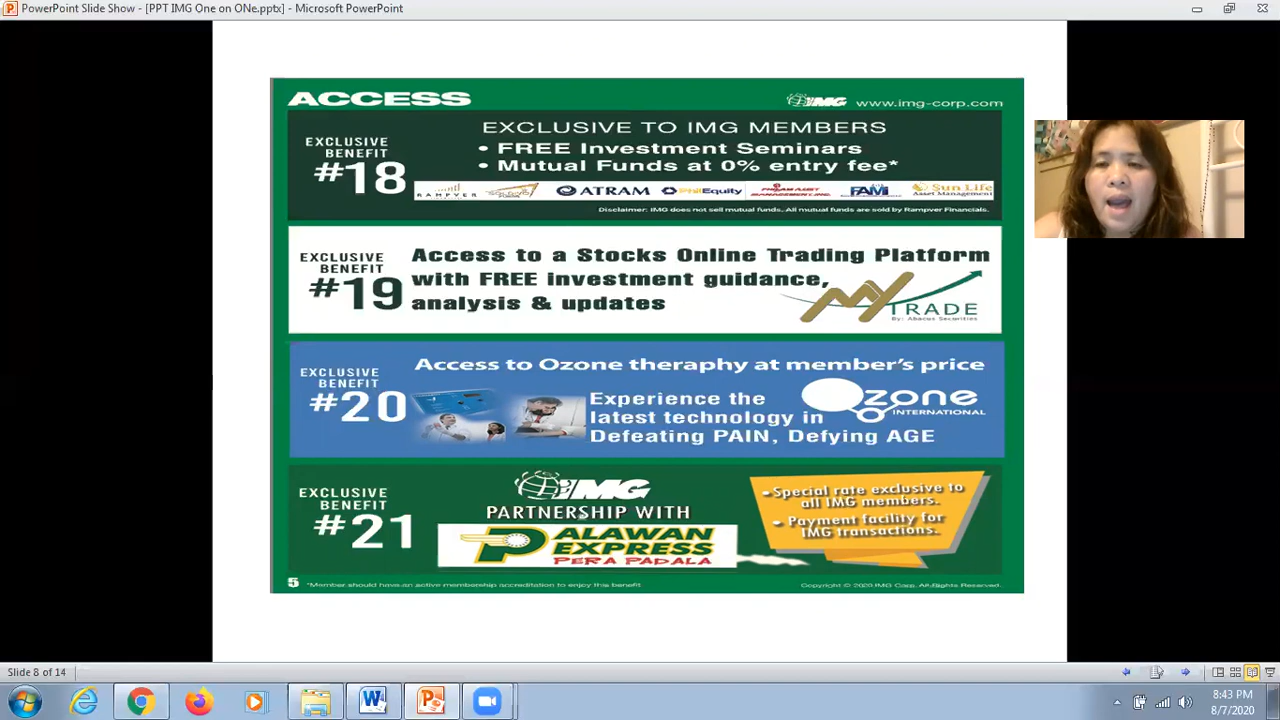 PowerPoint Slide Show - [PPT IMG One on ONe.pptx] - Microsoft PowerPoint
ACCESS
IMG www.img-corp.com
EXCLUSIVE BENEFIT #18
EXCLUSIVE TO IMG MEMBERS
• FREE Investment Seminars
• Mutual Funds at 0% entry fee*
RAMPVER ATRAM PhilEquity FAMI Sun Life Asset Management
Disclaimer: IMG does not sell mutual funds. All mutual funds are sold by Rampver Financials.
EXCLUSIVE BENEFIT #19
Access to a Stocks Online Trading Platform
with FREE investment guidance,
analysis & updates
MYTRADE
By: Abacus Securities
EXCLUSIVE BENEFIT #20
Access to Ozone theraphy at member's price
Experience the
latest technology in
Defeating PAIN, Defying AGE
Ozone
INTERNATIONAL
EXCLUSIVE BENEFIT #21
IMG
PARTNERSHIP WITH
PALAWAN
EXPRESS
PERA PADALA
• Special rate exclusive to
all IMG members.
• Payment facility for
IMG transactions.
5 *Member should have an active membership accreditation to enjoy this benefit
Copyright © 2020 IMG Corp. All Rights Reserved.
Slide 8 of 14
8:43 PM
8/7/2020